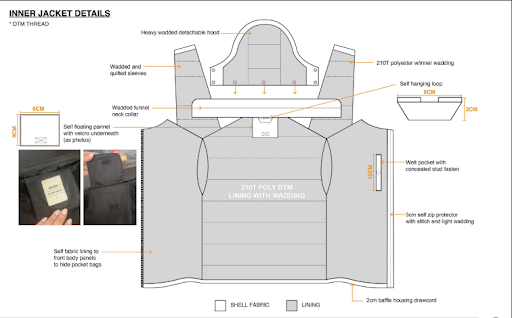 INNER JACKET DETAILS
* DTM THREAD
Heavy wadded detachable hood
Wadded and
quilted sleeves
210T polyester w/inner wadding
Self hanging loop
8CM
5CM
2CM
Wadded funnel
neck collar
9CM
Self floating pannel
with velcro underneath
(as photos)
Welt pocket with
concealed stud fasten
15CM
210T POLY DTM
LINING WITH WADDING
3cm self zip protector
with stitch and light wadding
Self fabric lining to
front body panels
to hide pocket bags
SHELL FABRIC
LINING
2cm baffle housing drawcord